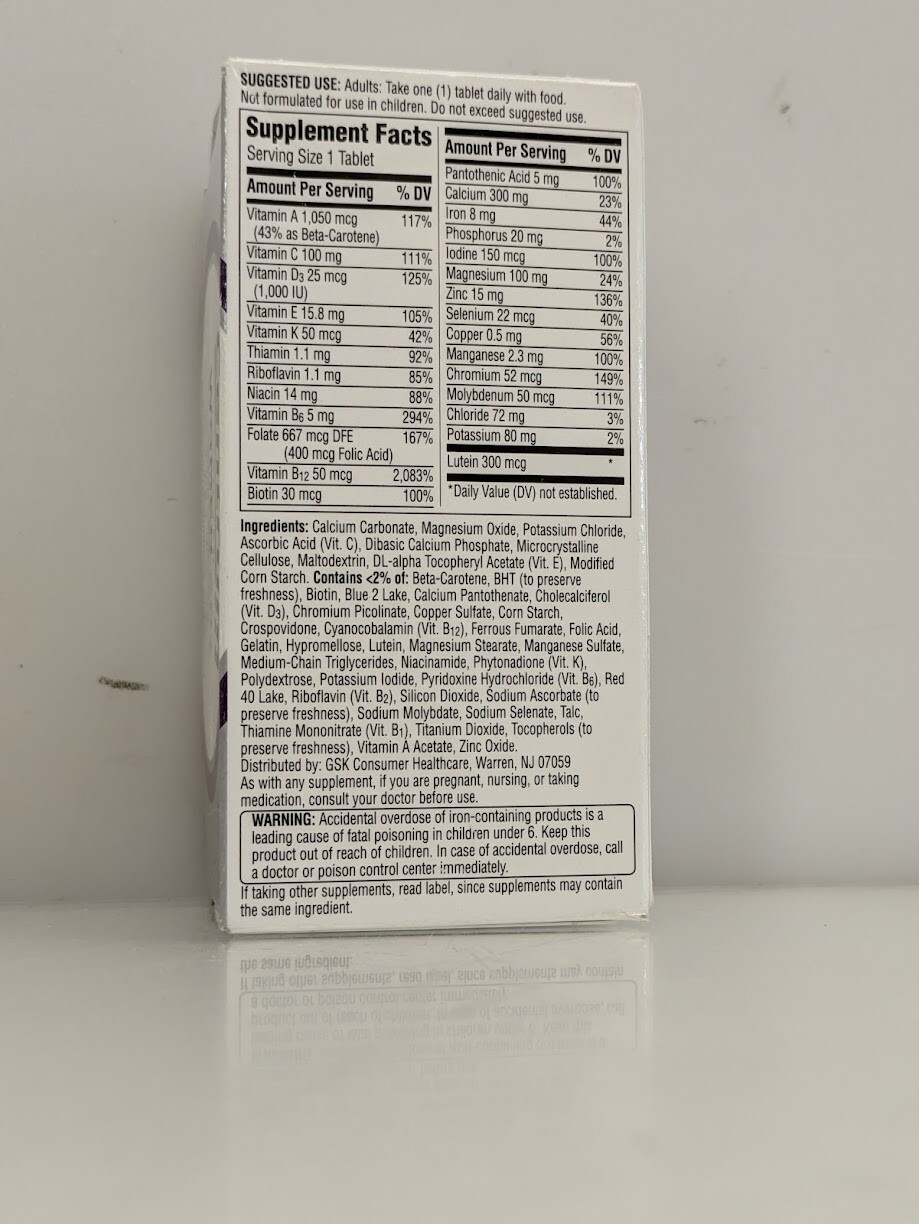 SUGGESTED USE: Adults: Take one (1) tablet daily with food.
Not formulated for use in children. Do not exceed suggested use.
Supplement Facts
Serving Size 1 Tablet
Amount Per Serving % DV
Vitamin A 1,050 mcg 117%
(43% as Beta-Carotene)
Vitamin C 100 mg 111%
Vitamin D3 25 mcg 125%
(1,000 IU)
Vitamin E 15.8 mg 105%
Vitamin K 50 mcg 42%
Thiamin 1.1 mg 92%
Riboflavin 1.1 mg 85%
Niacin 14 mg 88%
Vitamin B6 5 mg 294%
Folate 667 mcg DFE 167%
(400 mcg Folic Acid)
Vitamin B12 50 mcg 2,083%
Biotin 30 mcg 100%
Amount Per Serving % DV
Pantothenic Acid 5 mg 100%
Calcium 300 mg 23%
Iron 8 mg 44%
Phosphorus 20 mg 2%
Iodine 150 mcg 100%
Magnesium 100 mg 24%
Zinc 15 mg 136%
Selenium 22 mcg 40%
Copper 0.5 mg 56%
Manganese 2.3 mg 100%
Chromium 52 mcg 149%
Molybdenum 50 mcg 111%
Chloride 72 mg 3%
Potassium 80 mg 2%
Lutein 300 mcg *
*Daily Value (DV) not established.
Ingredients: Calcium Carbonate, Magnesium Oxide, Potassium Chloride,
Ascorbic Acid (Vit. C), Dibasic Calcium Phosphate, Microcrystalline
Cellulose, Maltodextrin, DL-alpha Tocopheryl Acetate (Vit. E), Modified
Corn Starch. Contains <2% of: Beta-Carotene, BHT (to preserve
freshness), Biotin, Blue 2 Lake, Calcium Pantothenate, Cholecalciferol
(Vit. D3), Chromium Picolinate, Copper Sulfate, Corn Starch,
Crospovidone, Cyanocobalamin (Vit. B12), Ferrous Fumarate, Folic Acid,
Gelatin, Hypromellose, Lutein, Magnesium Stearate, Manganese Sulfate,
Medium-Chain Triglycerides, Niacinamide, Phytonadione (Vit. K),
Polydextrose, Potassium Iodide, Pyridoxine Hydrochloride (Vit. B6), Red
40 Lake, Riboflavin (Vit. B2), Silicon Dioxide, Sodium Ascorbate (to
preserve freshness), Sodium Molybdate, Sodium Selenate, Talc,
Thiamine Mononitrate (Vit. B1), Titanium Dioxide, Tocopherols (to
preserve freshness), Vitamin A Acetate, Zinc Oxide.
Distributed by: GSK Consumer Healthcare, Warren, NJ 07059
As with any supplement, if you are pregnant, nursing, or taking
medication, consult your doctor before use.
WARNING: Accidental overdose of iron-containing products is a
leading cause of fatal poisoning in children under 6. Keep this
product out of reach of children. In case of accidental overdose, call
a doctor or poison control center immediately.
If taking other supplements, read label, since supplements may contain
the same ingredient.